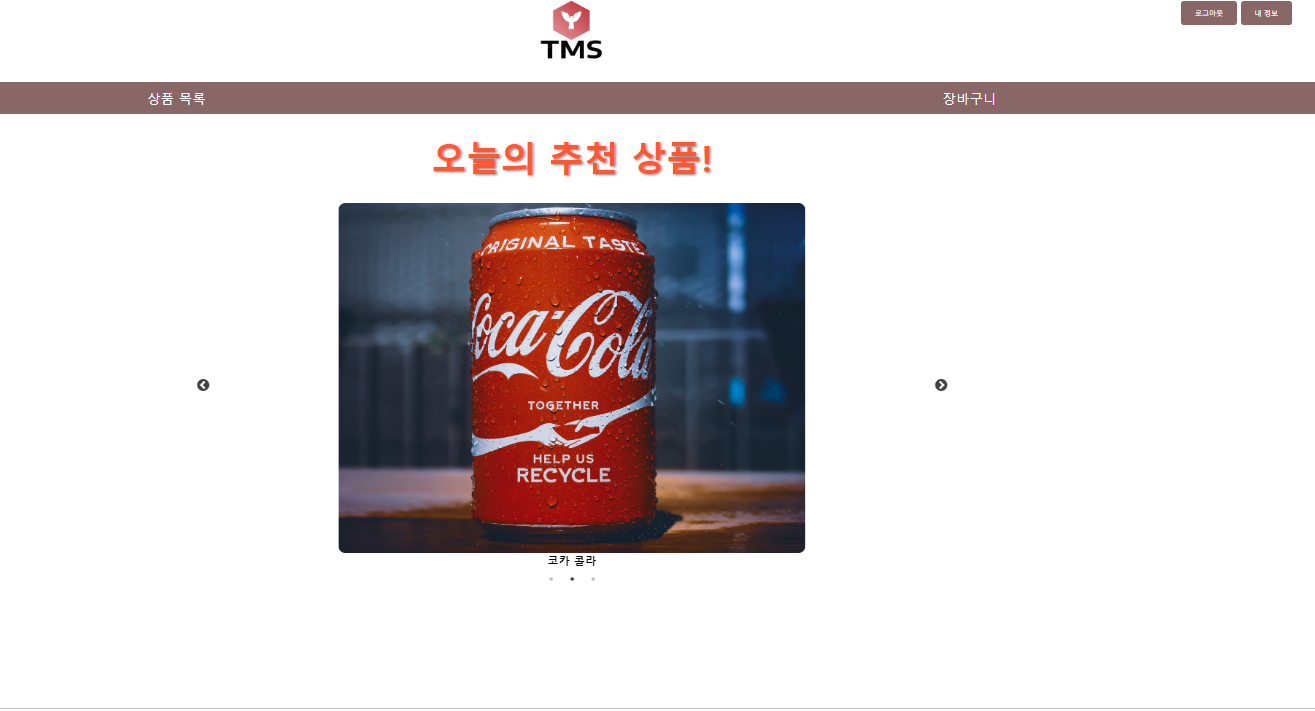 TMS
로그아웃 내 정보
상품 목록 장바구니
오늘의 추천 상품!
ORIGINAL TASTE
Coca-Cola
TOGETHER
HELP US
RECYCLE
코카 콜라